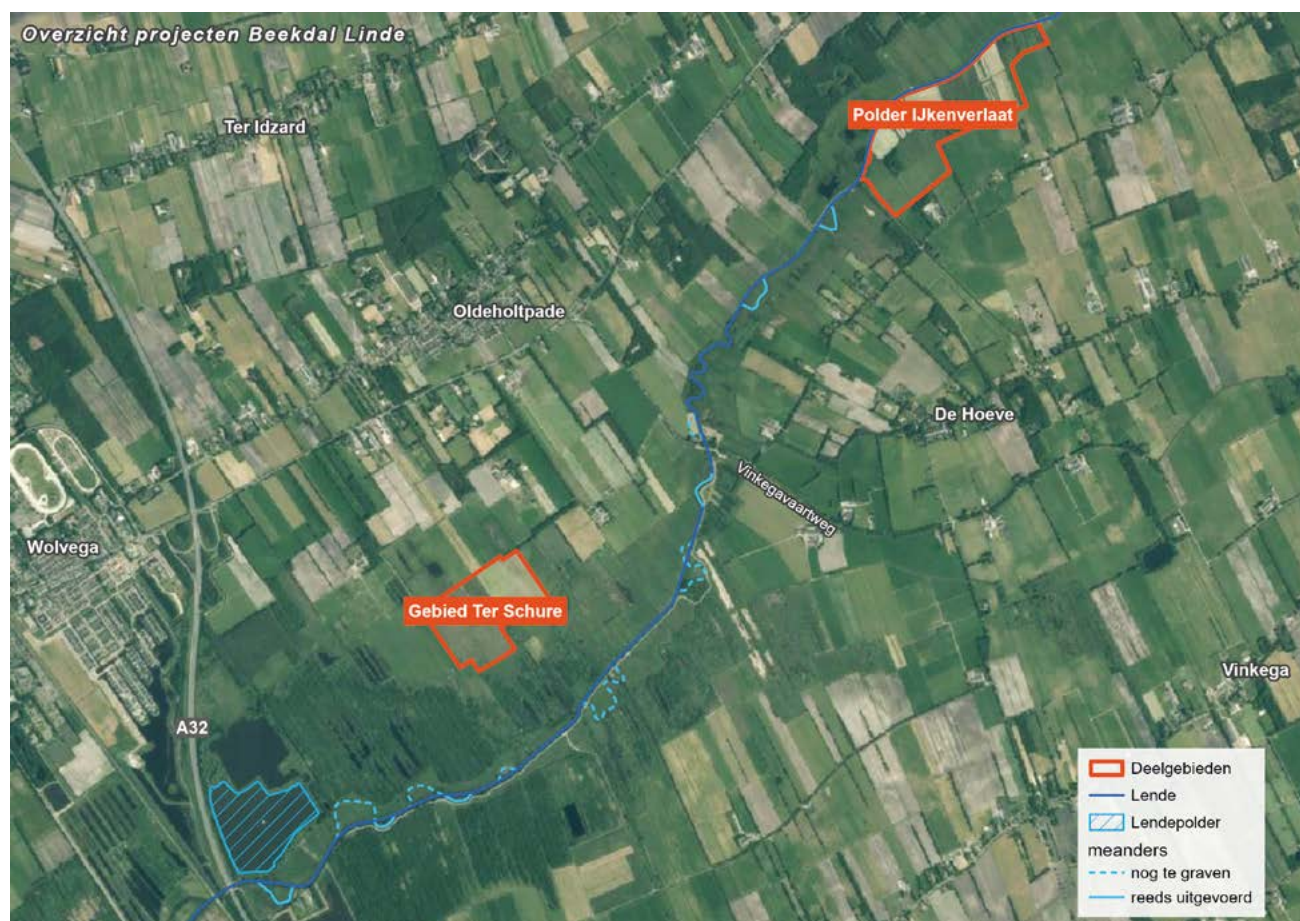 Overzicht projecten Beekdal Linde
Polder IJkenverlaat
Ter Idzard
Oldeholtpade
De Hoeve
Vinkegavaartweg
Wolvega
Gebied Ter Schure
Vinkega
A32
Deelgebieden
Lende
Lendepolder
meanders
nog te graven
reeds uitgevoerd